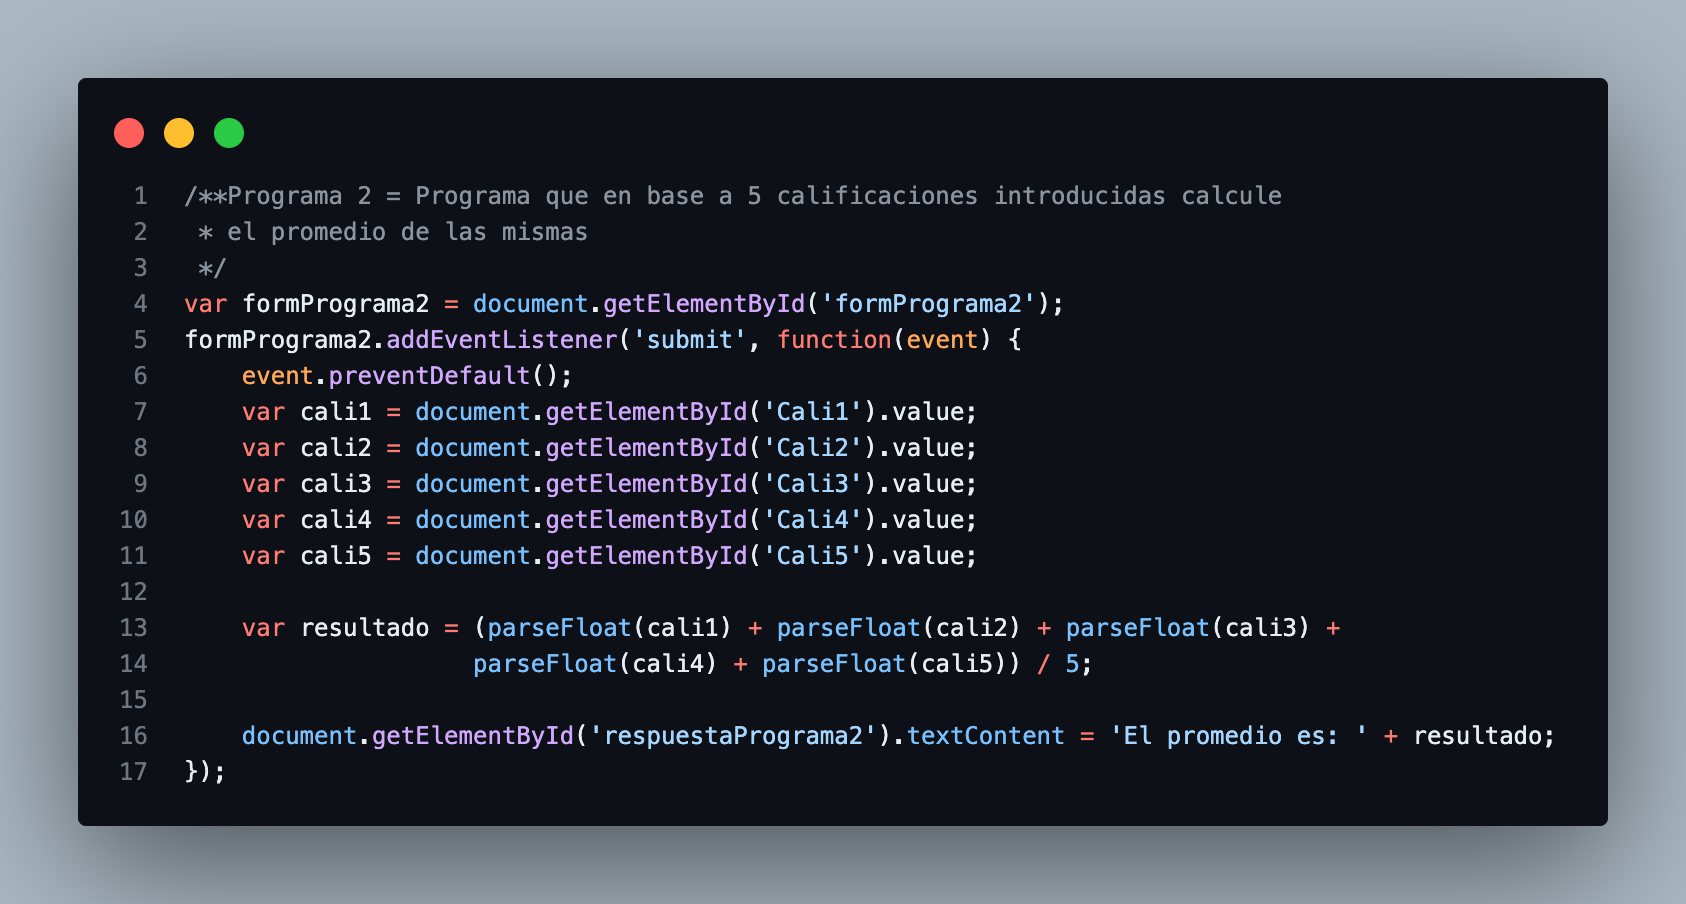 1 /**Programa 2 = Programa que en base a 5 calificaciones introducidas calcule
2  * el promedio de las mismas
3  */
4 var formPrograma2 = document.getElementById('formPrograma2');
5 formPrograma2.addEventListener('submit', function(event) {
6     event.preventDefault();
7     var cali1 = document.getElementById('Cali1').value;
8     var cali2 = document.getElementById('Cali2').value;
9     var cali3 = document.getElementById('Cali3').value;
10     var cali4 = document.getElementById('Cali4').value;
11     var cali5 = document.getElementById('Cali5').value;
12
13     var resultado = (parseFloat(cali1) + parseFloat(cali2) + parseFloat(cali3) +
14                     parseFloat(cali4) + parseFloat(cali5)) / 5;
15
16     document.getElementById('respuestaPrograma2').textContent = 'El promedio es: ' + resultado;
17 });